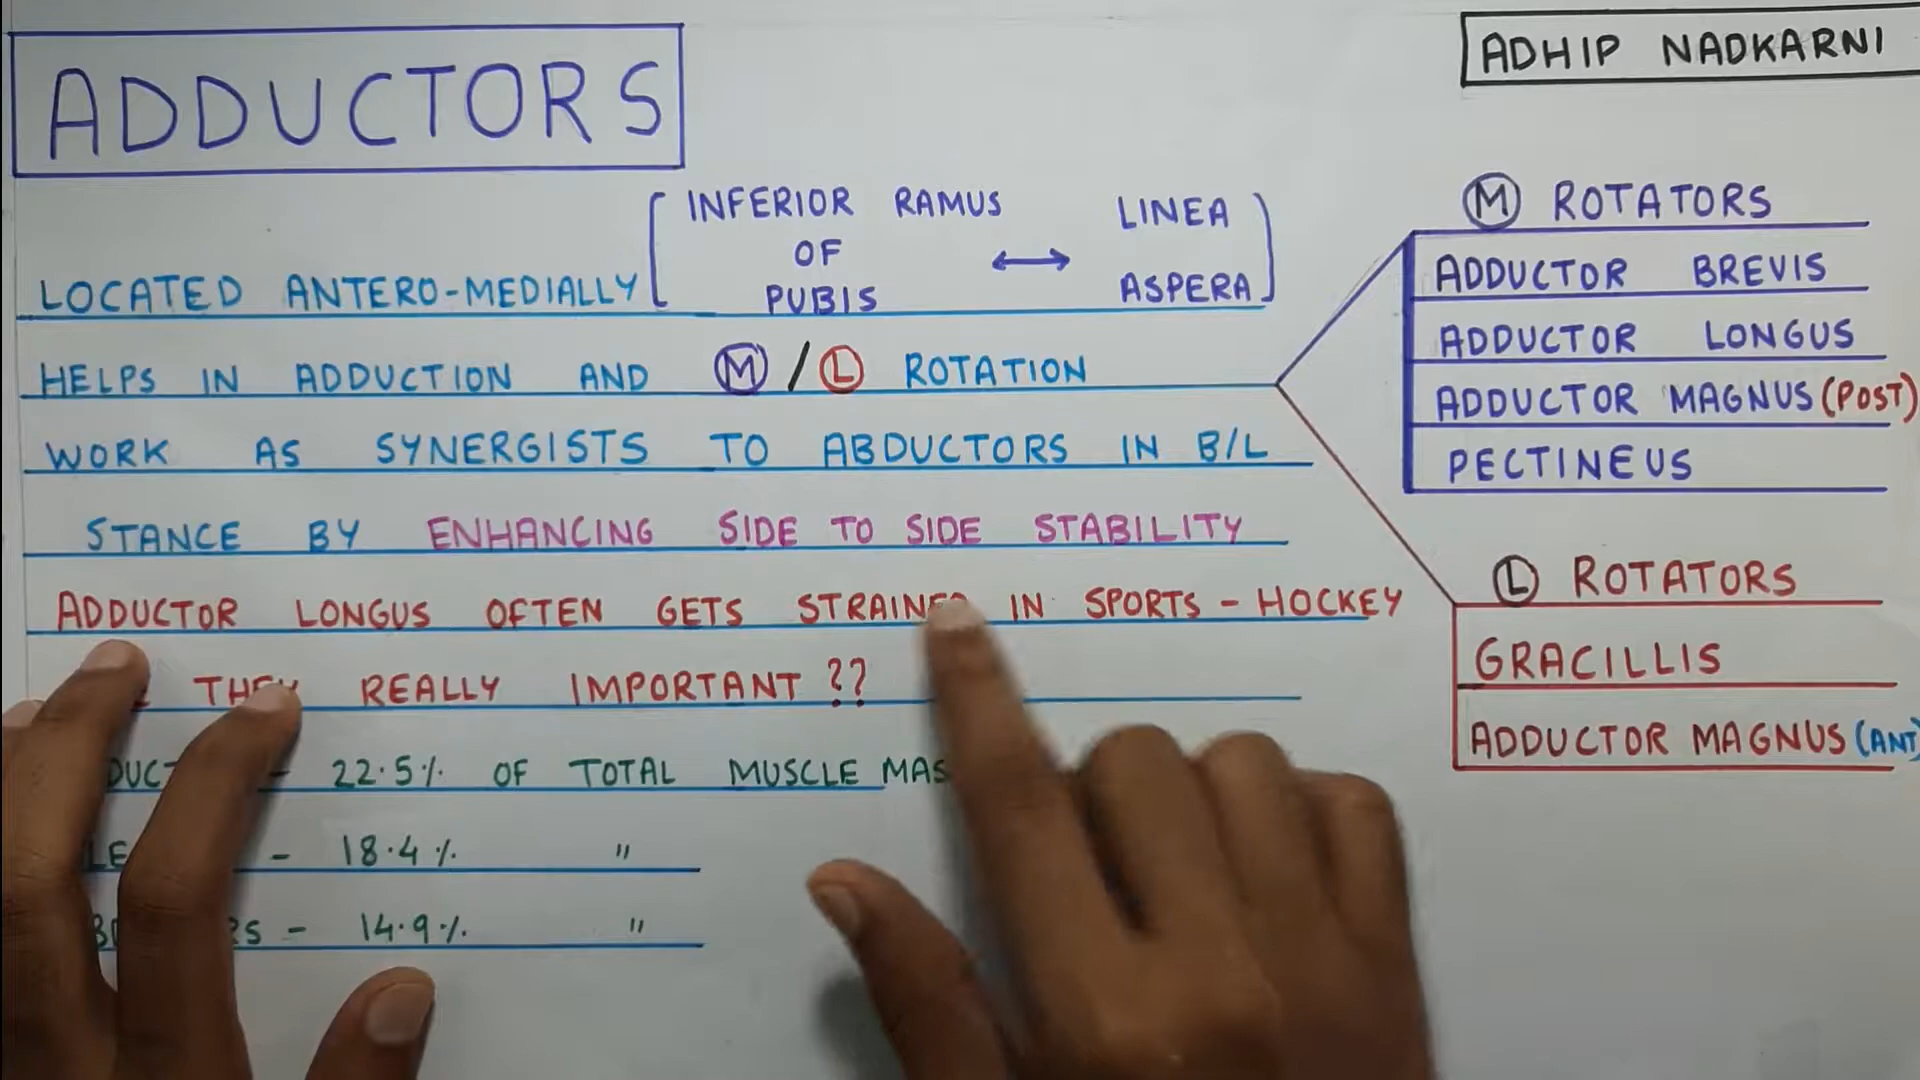 ADDUCTORS
ADHIP NADKARNI
INFERIOR RAMUS
OF
PUBIS
↔
LINEA
ASPERA
LOCATED ANTERO-MEDIALLY
HELPS IN ADDUCTION AND M / L ROTATION
WORK AS SYNERGISTS TO ABDUCTORS IN B/L
STANCE BY ENHANCING SIDE TO SIDE STABILITY
ADDUCTOR LONGUS OFTEN GETS IN SPORTS - HOCKEY
REALLY IMPORTANT ??
- 22.5% OF TOTAL MUSCLE
- 18.4% "
- 14.9% "
M ROTATORS
ADDUCTOR BREVIS
ADDUCTOR LONGUS
ADDUCTOR MAGNUS (POST)
PECTINEUS
L ROTATORS
GRACILLIS
ADDUCTOR MAGNUS (ANT